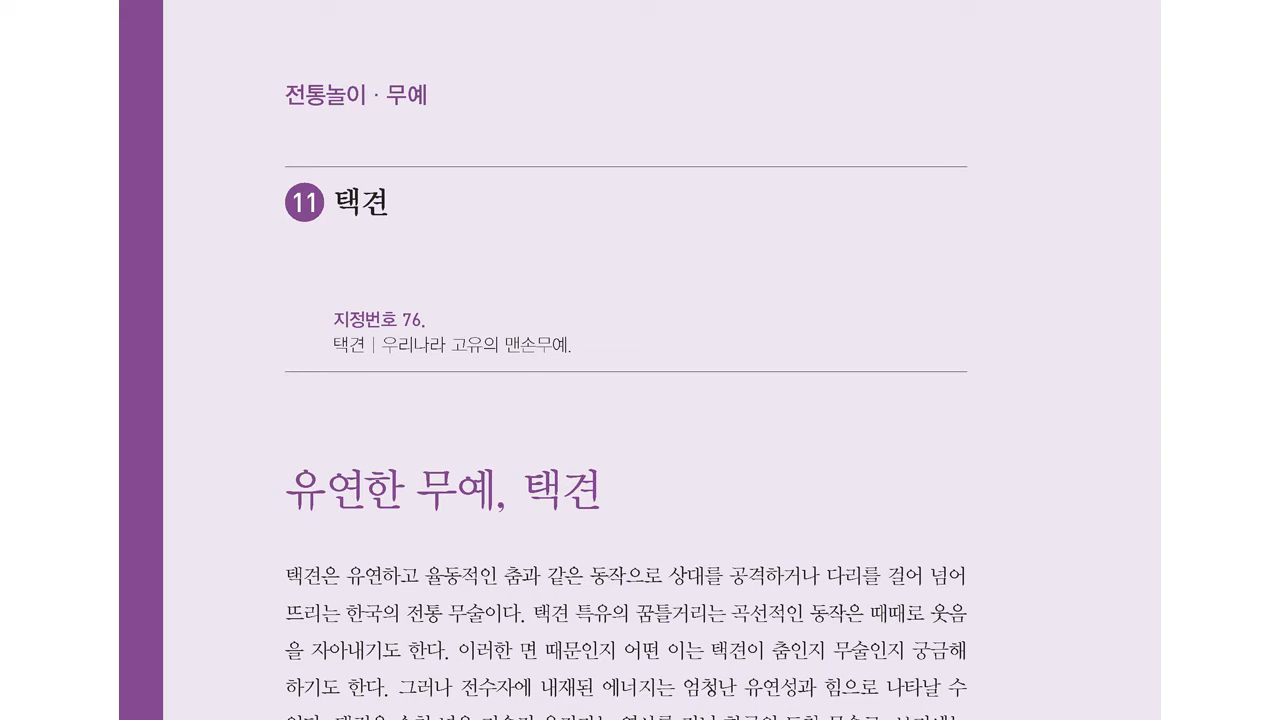 전통놀이 · 무예
11 택견
지정번호 76.
택견 | 우리나라 고유의 맨손무예.
유연한 무예, 택견
택견은 유연하고 율동적인 춤과 같은 동작으로 상대를 공격하거나 다리를 걸어 넘어
뜨리는 한국의 전통 무술이다. 택견 특유의 꿈틀거리는 곡선적인 동작은 때때로 웃음
을 자아내기도 한다. 이러한 면 때문인지 어떤 이는 택견이 춤인지 무술인지 궁금해
하기도 한다. 그러나 전수자에 내재된 에너지는 엄청난 유연성과 힘으로 나타날 수